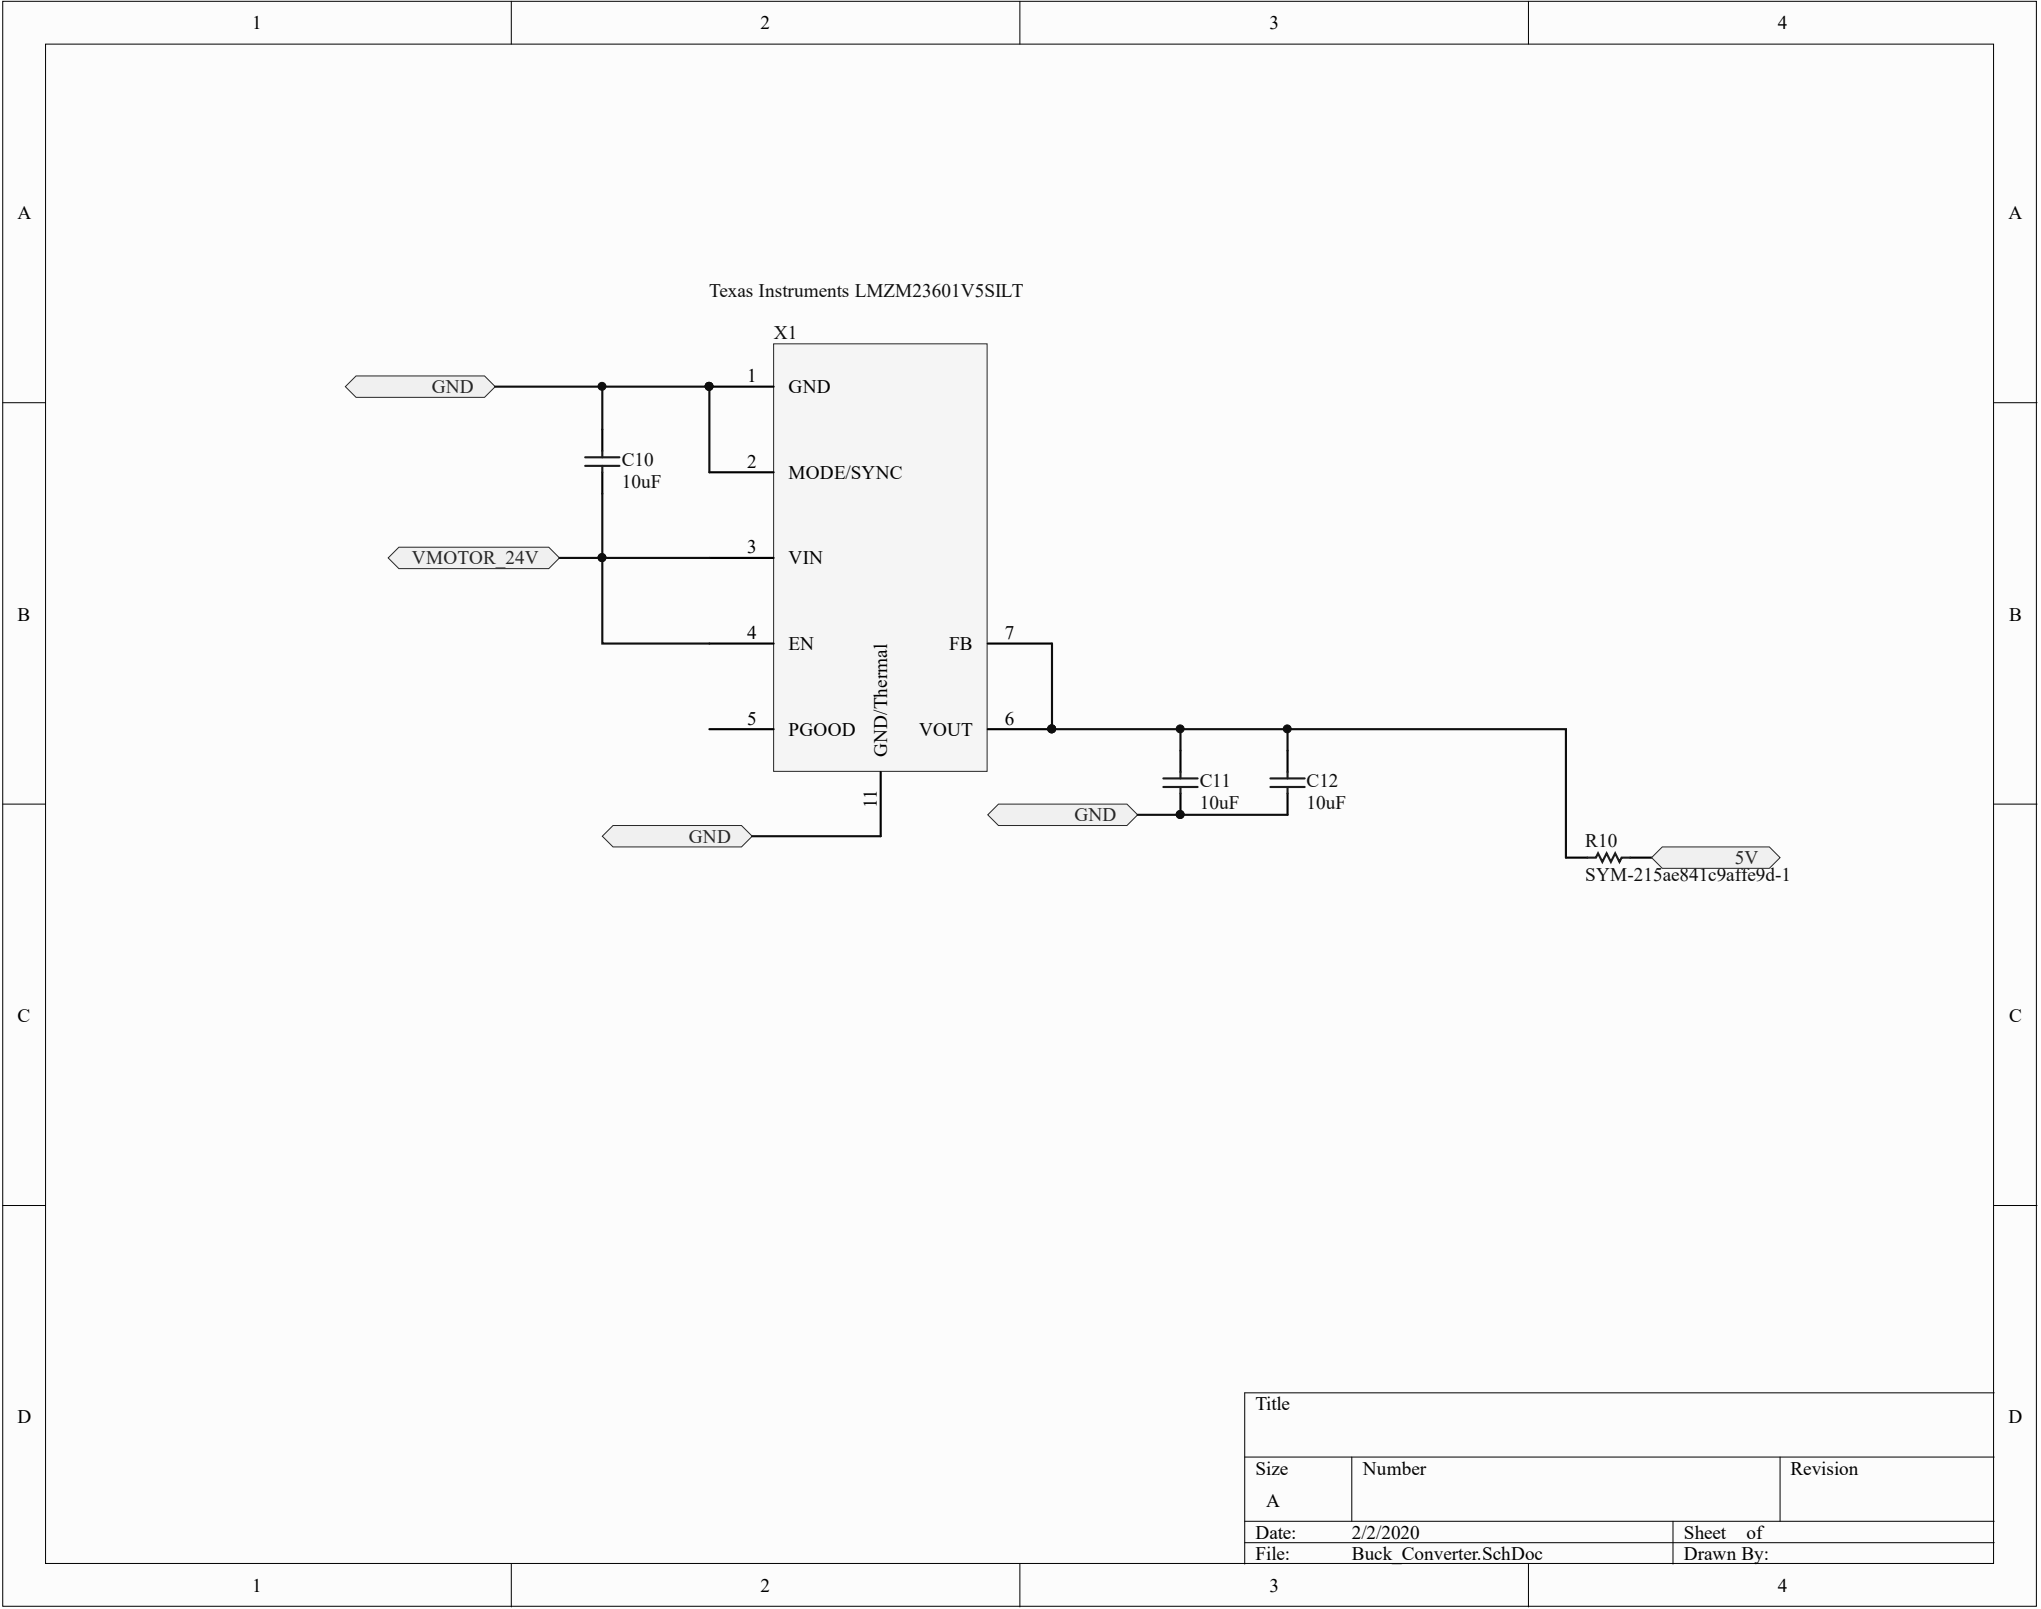 1 2 3 4
A A
Texas Instruments LMZM23601V5SILT
X1
GND 1 GND
C10
10uF
2 MODE/SYNC
VMOTOR_24V 3 VIN
B B
4 EN FB 7
GND/Thermal
5 PGOOD VOUT 6
11
C11
10uF
C12
10uF
GND
GND
R10
5V
SYM-215ae841c9affe9d-1
C C
D D
Title
Size Number Revision
A
Date: 2/2/2020 Sheet of
File: Buck_Converter.SchDoc Drawn By:
1 2 3 4